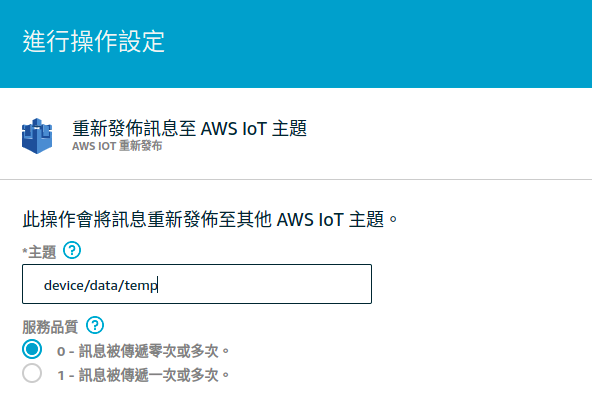 進行操作設定
重新發佈訊息至 AWS IoT 主題
AWS IOT 重新發布
此操作會將訊息重新發佈至其他 AWS IoT 主題。
*主題 ?
device/data/temp
服務品質 ?
0 - 訊息被傳遞零次或多次。
1 - 訊息被傳遞一次或多次。